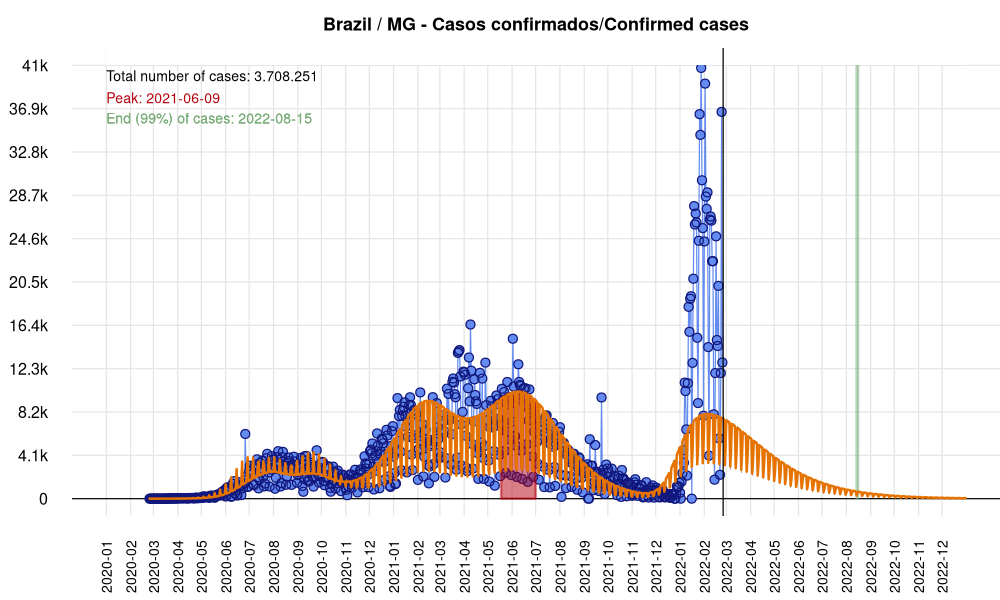 Brazil / MG - Casos confirmados/Confirmed cases
41k
36.9k
32.8k
28.7k
24.6k
20.5k
16.4k
12.3k
8.2k
4.1k
0
Total number of cases: 3.708.251
Peak: 2021-06-09
End (99%) of cases: 2022-08-15
2020-01
2020-02
2020-03
2020-04
2020-05
2020-06
2020-07
2020-08
2020-09
2020-10
2020-11
2020-12
2021-01
2021-02
2021-03
2021-04
2021-05
2021-06
2021-07
2021-08
2021-09
2021-10
2021-11
2021-12
2022-01
2022-02
2022-03
2022-04
2022-05
2022-06
2022-07
2022-08
2022-09
2022-10
2022-11
2022-12